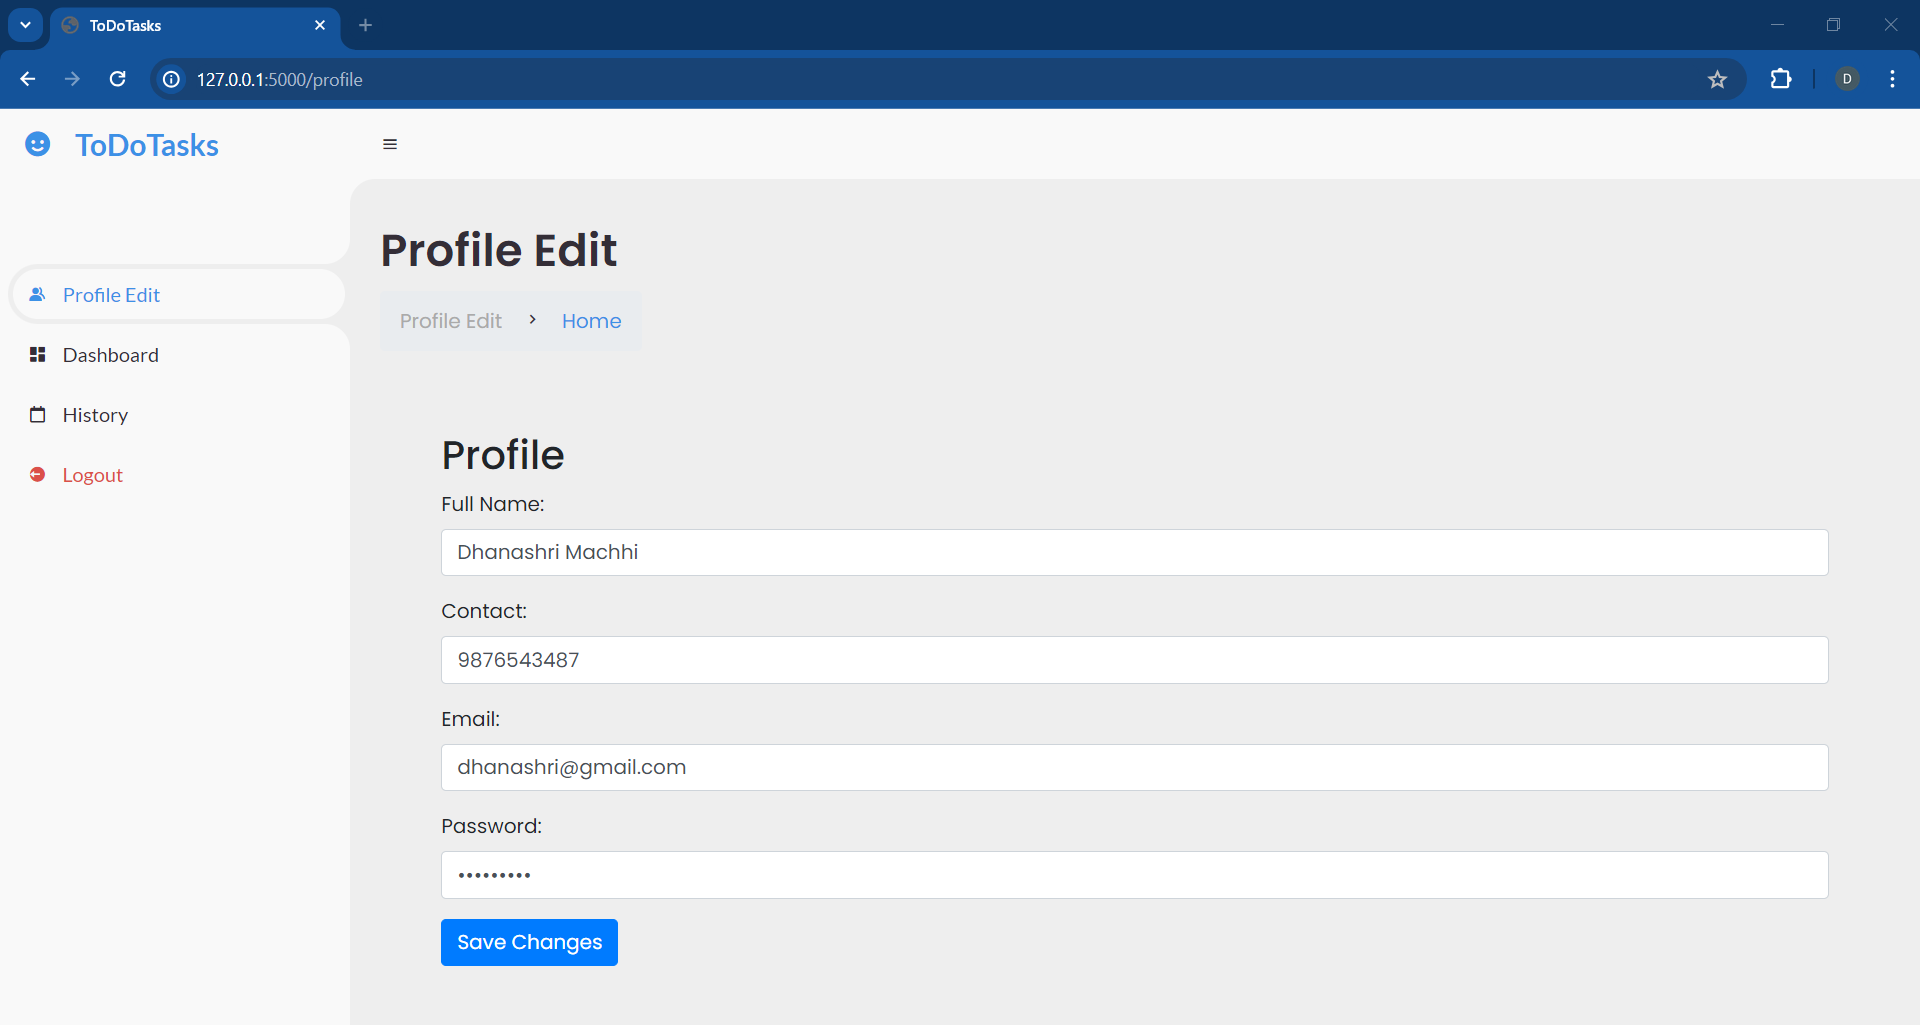 ToDoTasks
127.0.0.1:5000/profile
D
ToDoTasks
Profile Edit
Dashboard
History
Logout
Profile Edit
Profile Edit > Home
Profile
Full Name:
Dhanashri Machhi
Contact:
9876543487
Email:
dhanashri@gmail.com
Password:
•••••••••
Save Changes